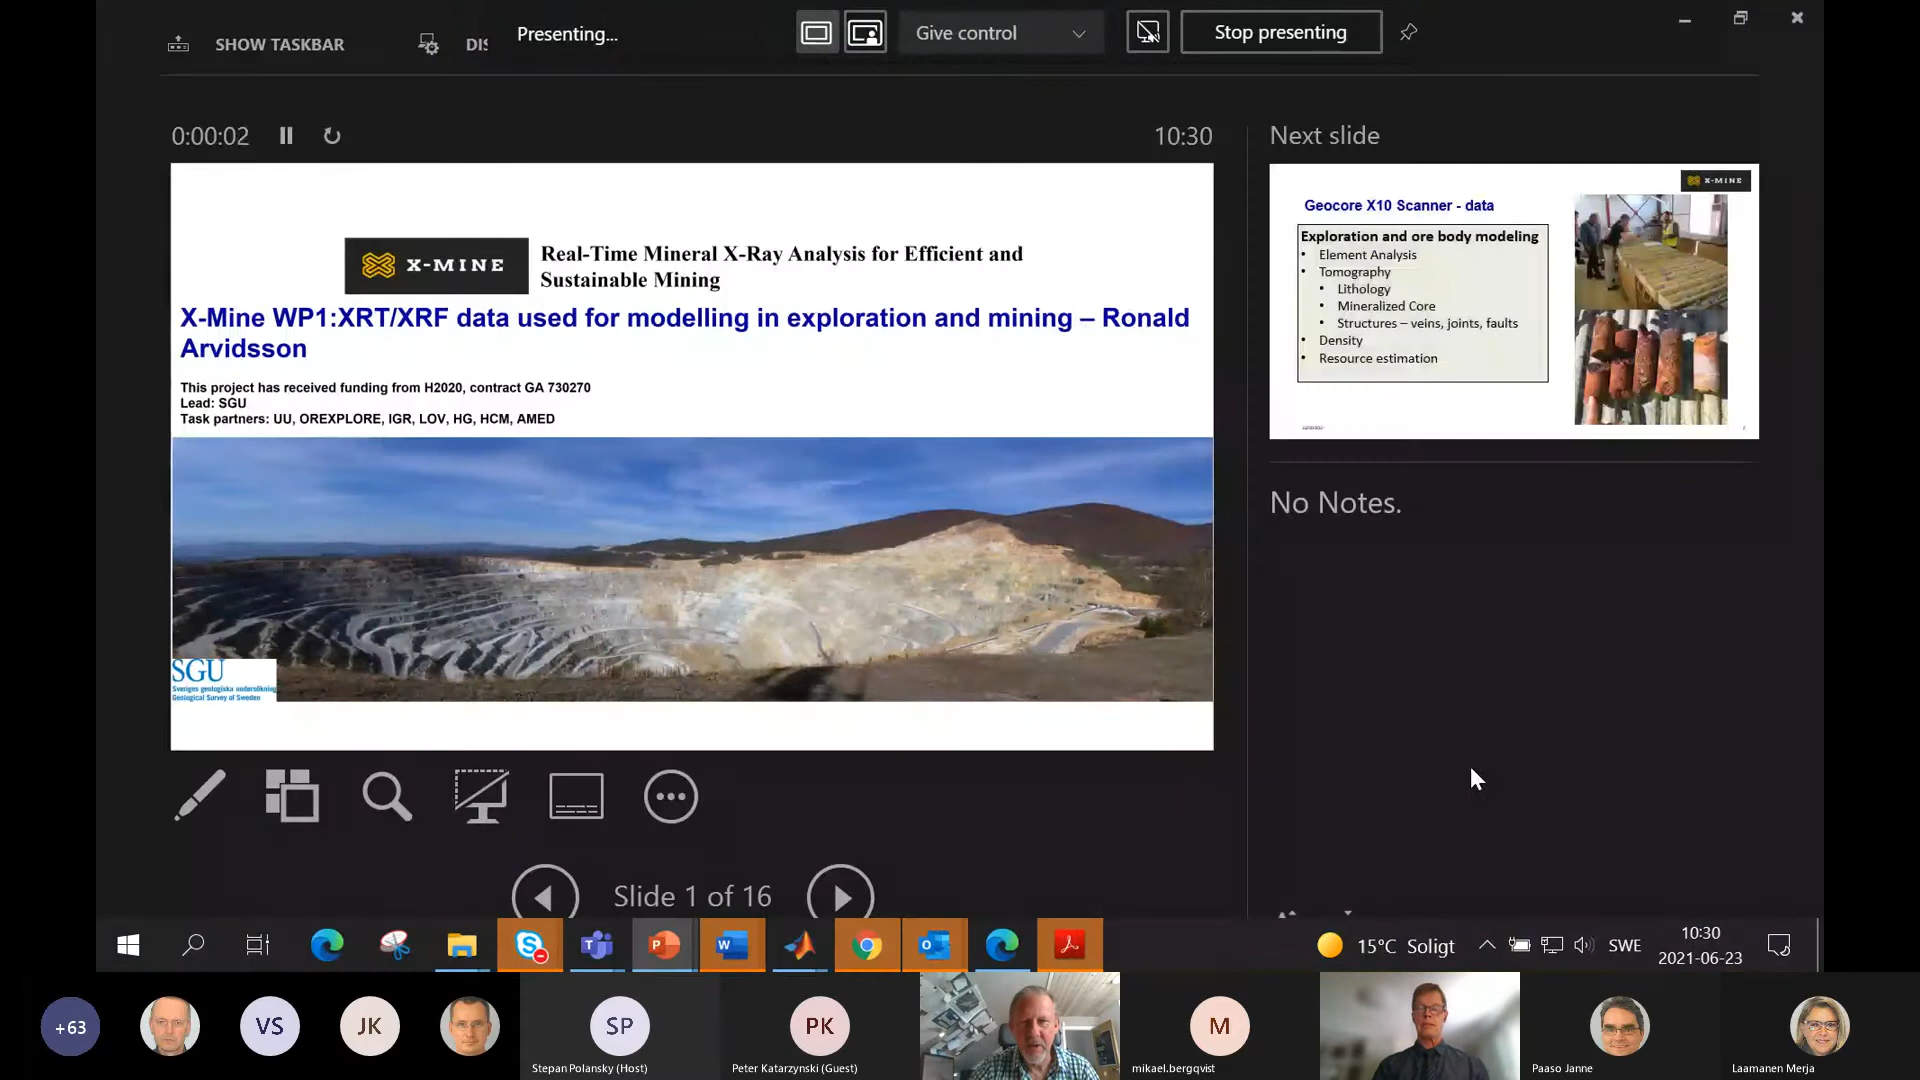 SHOW TASKBAR
DIS
Presenting...
Give control
Stop presenting
0:00:02
10:30
Next slide
X-MINE
Real-Time Mineral X-Ray Analysis for Efficient and
Sustainable Mining
X-Mine WP1:XRT/XRF data used for modelling in exploration and mining – Ronald
Arvidsson
This project has received funding from H2020, contract GA 730270
Lead: SGU
Task partners: UU, OREXPLORE, IGR, LOV, HG, HCM, AMED
SGU
Sveriges geologiska undersökning
Geological Survey of Sweden
X-MINE
Geocore X10 Scanner - data
Exploration and ore body modeling
• Element Analysis
• Tomography
• Lithology
• Mineralized Core
• Structures – veins, joints, faults
• Density
• Resource estimation
No Notes.
Slide 1 of 16
15°C Soligt
SWE
10:30
2021-06-23
+63
VS
JK
SP
Stepan Polansky (Host)
PK
Peter Katarzynski (Guest)
M
mikael.bergqvist
Paaso Janne
Laamanen Merja